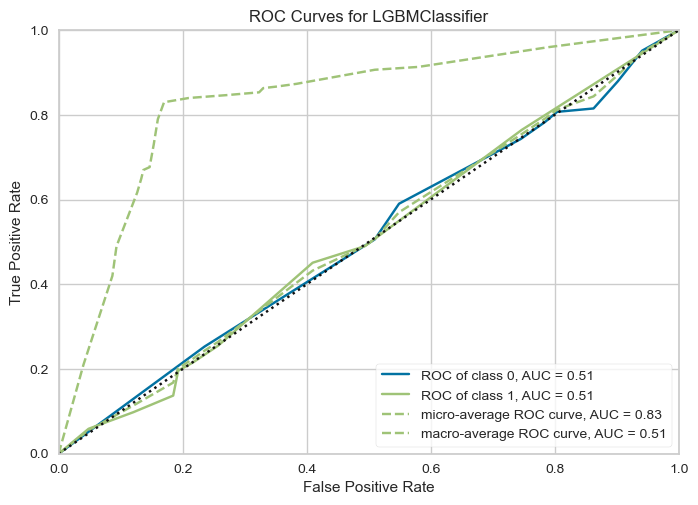 ROC Curves for LGBMClassifier
True Positive Rate
1.0
0.8
0.6
0.4
0.2
0.0
ROC of class 0, AUC = 0.51
ROC of class 1, AUC = 0.51
micro-average ROC curve, AUC = 0.83
macro-average ROC curve, AUC = 0.51
0.0 0.2 0.4 0.6 0.8 1.0
False Positive Rate